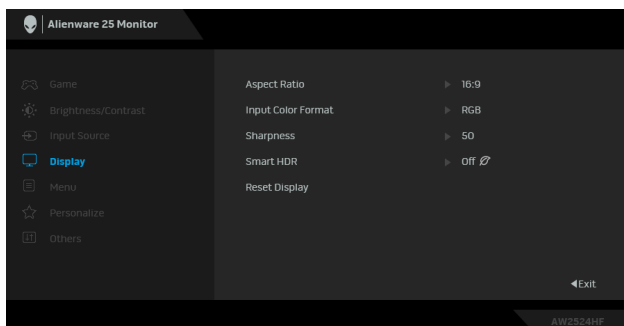 Alienware 25 Monitor
Game
Brightness/Contrast
Input Source
Display
Menu
Personalize
Others
Aspect Ratio 16:9
Input Color Format RGB
Sharpness 50
Smart HDR Off
Reset Display
Exit
AW2524HF